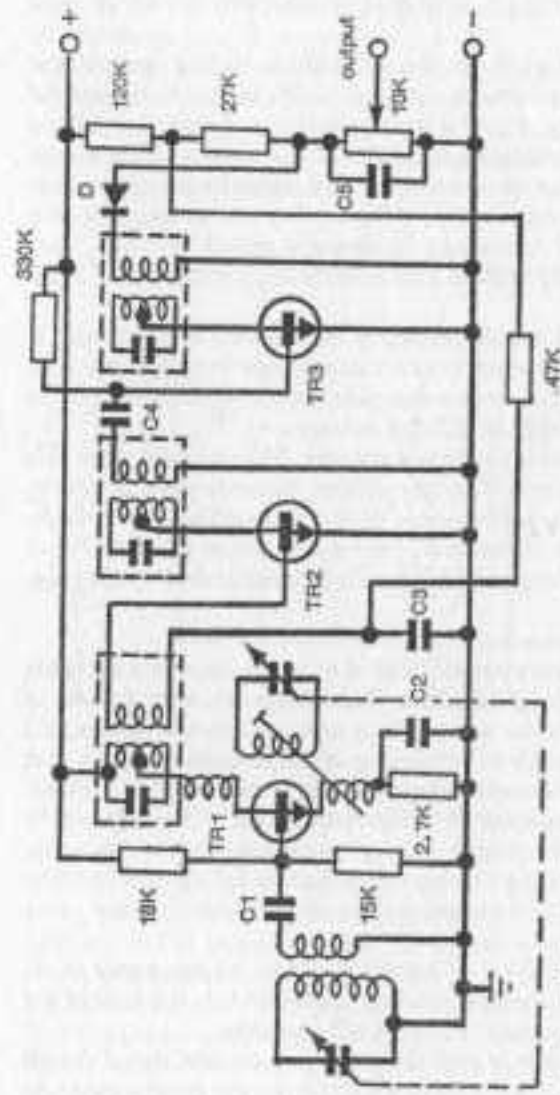 330K
+
D
120K
C4
18K
TR1
27K
C1
TR2
TR3
C5
output
15K
10K
2,7K
C2
C3
−
47K